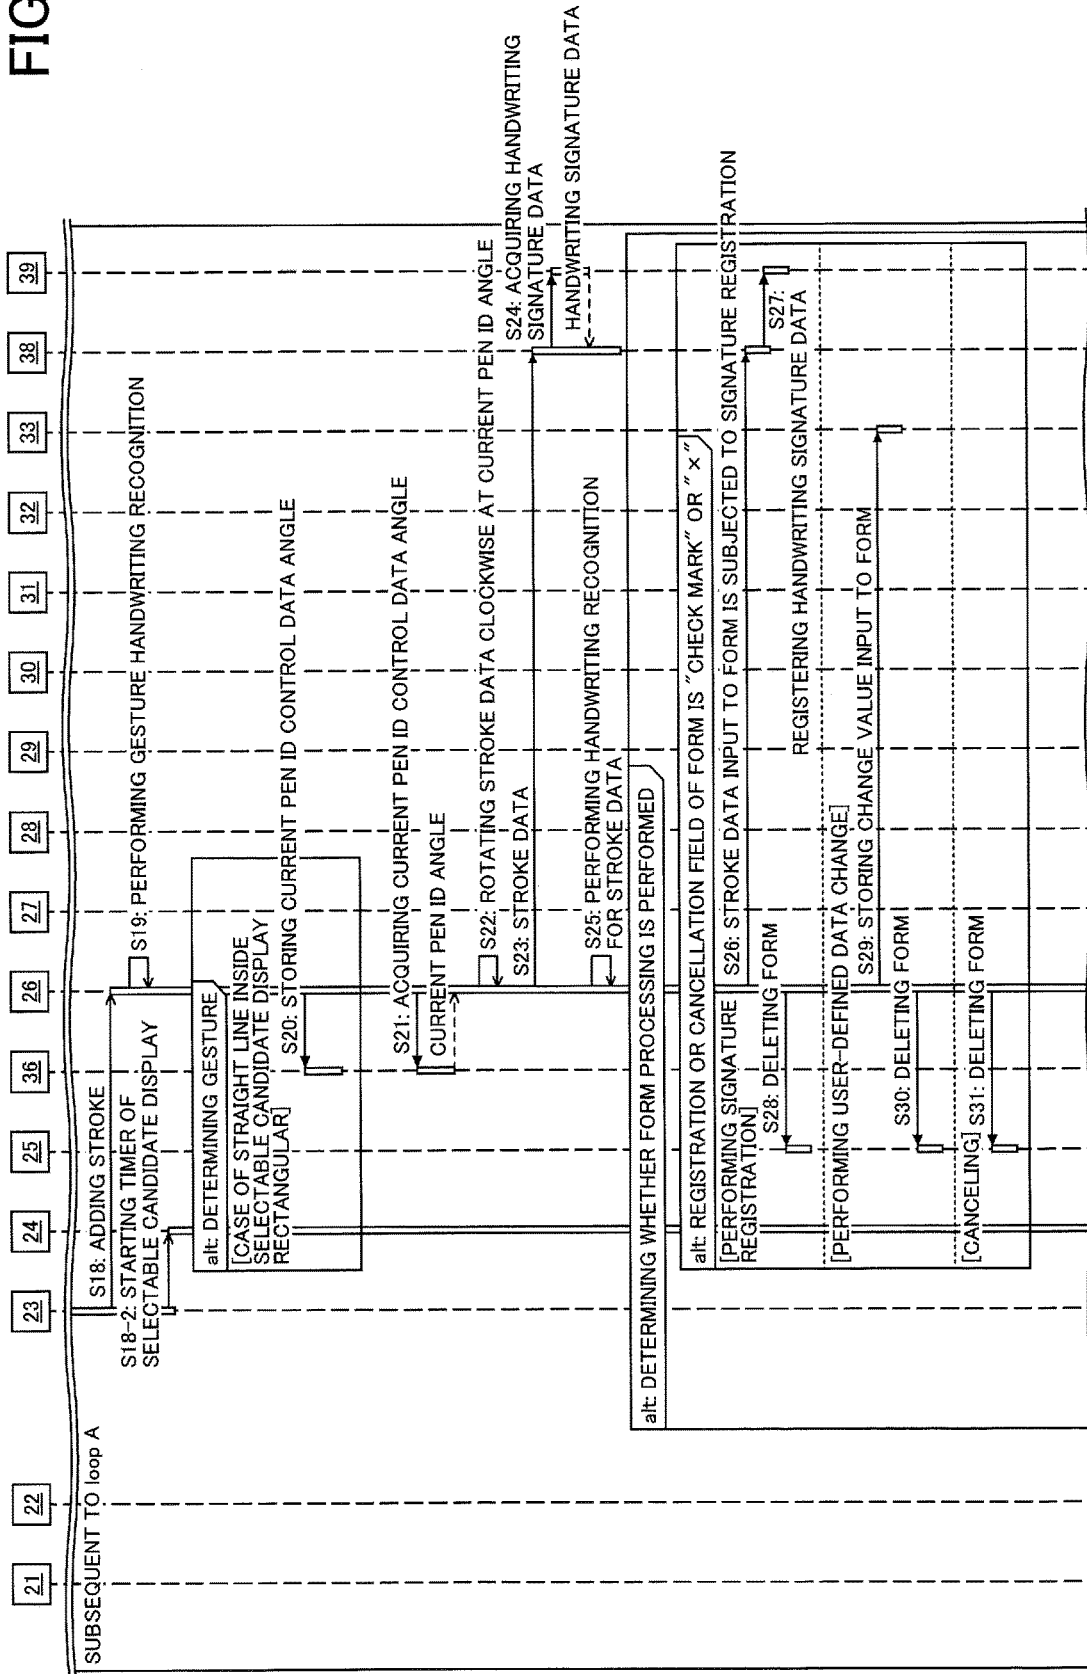 FIG
21
22
23
24
25
36
26
27
28
29
30
31
32
33
38
39
SUBSEQUENT TO loop A
S18: ADDING STROKE
S18-2: STARTING TIMER OF
SELECTABLE CANDIDATE DISPLAY
S19: PERFORMING GESTURE HANDWRITING RECOGNITION
alt: DETERMINING GESTURE
[CASE OF STRAIGHT LINE INSIDE
SELECTABLE CANDIDATE DISPLAY
RECTANGULAR]
S20: STORING CURRENT PEN ID CONTROL DATA ANGLE
S21: ACQUIRING CURRENT PEN ID CONTROL DATA ANGLE
CURRENT PEN ID ANGLE
S22: ROTATING STROKE DATA CLOCKWISE AT CURRENT PEN ID ANGLE
S23: STROKE DATA
S24: ACQUIRING HANDWRITING
SIGNATURE DATA
HANDWRITING SIGNATURE DATA
S25: PERFORMING HANDWRITING RECOGNITION
FOR STROKE DATA
alt: DETERMINING WHETHER FORM PROCESSING IS PERFORMED
alt: REGISTRATION OR CANCELLATION FIELD OF FORM IS "CHECK MARK" OR "×"
[PERFORMING SIGNATURE
REGISTRATION]
S26: STROKE DATA INPUT TO FORM IS SUBJECTED TO SIGNATURE REGISTRATION
S27:
REGISTERING HANDWRITING SIGNATURE DATA
S28: DELETING FORM
[PERFORMING USER-DEFINED DATA CHANGE]
S29: STORING CHANGE VALUE INPUT TO FORM
S30: DELETING FORM
[CANCELING]
S31: DELETING FORM